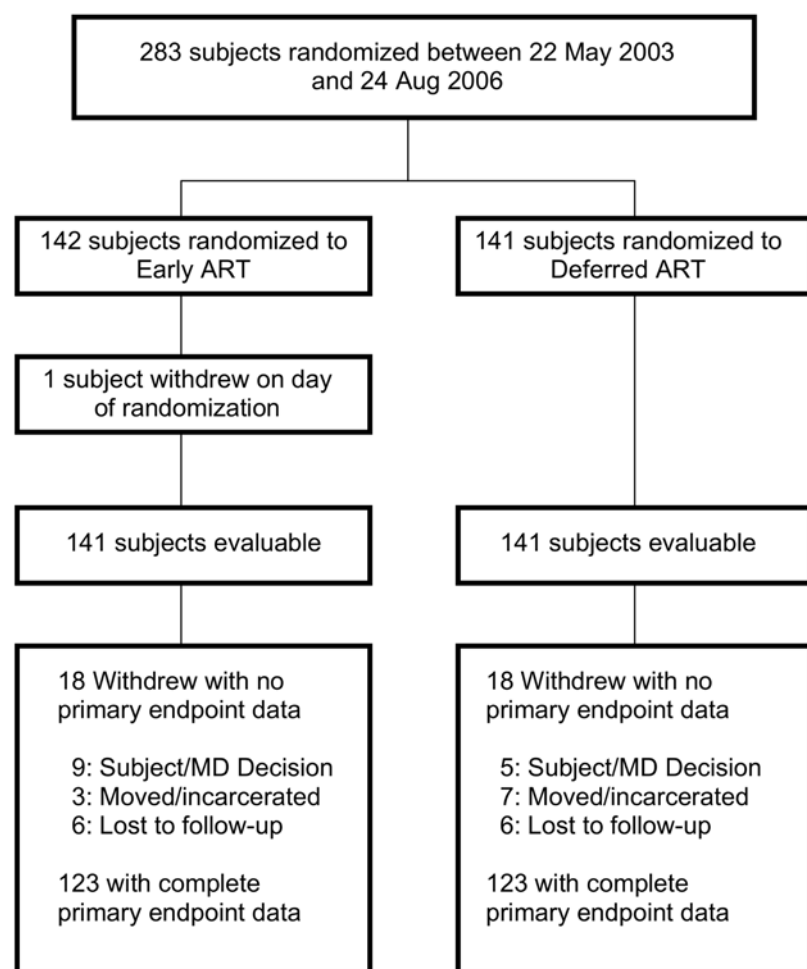 283 subjects randomized between 22 May 2003
and 24 Aug 2006
142 subjects randomized to
Early ART
141 subjects randomized to
Deferred ART
1 subject withdrew on day
of randomization
141 subjects evaluable
141 subjects evaluable
18 Withdrew with no
primary endpoint data
9: Subject/MD Decision
3: Moved/incarcerated
6: Lost to follow-up
123 with complete
primary endpoint data
18 Withdrew with no
primary endpoint data
5: Subject/MD Decision
7: Moved/incarcerated
6: Lost to follow-up
123 with complete
primary endpoint data